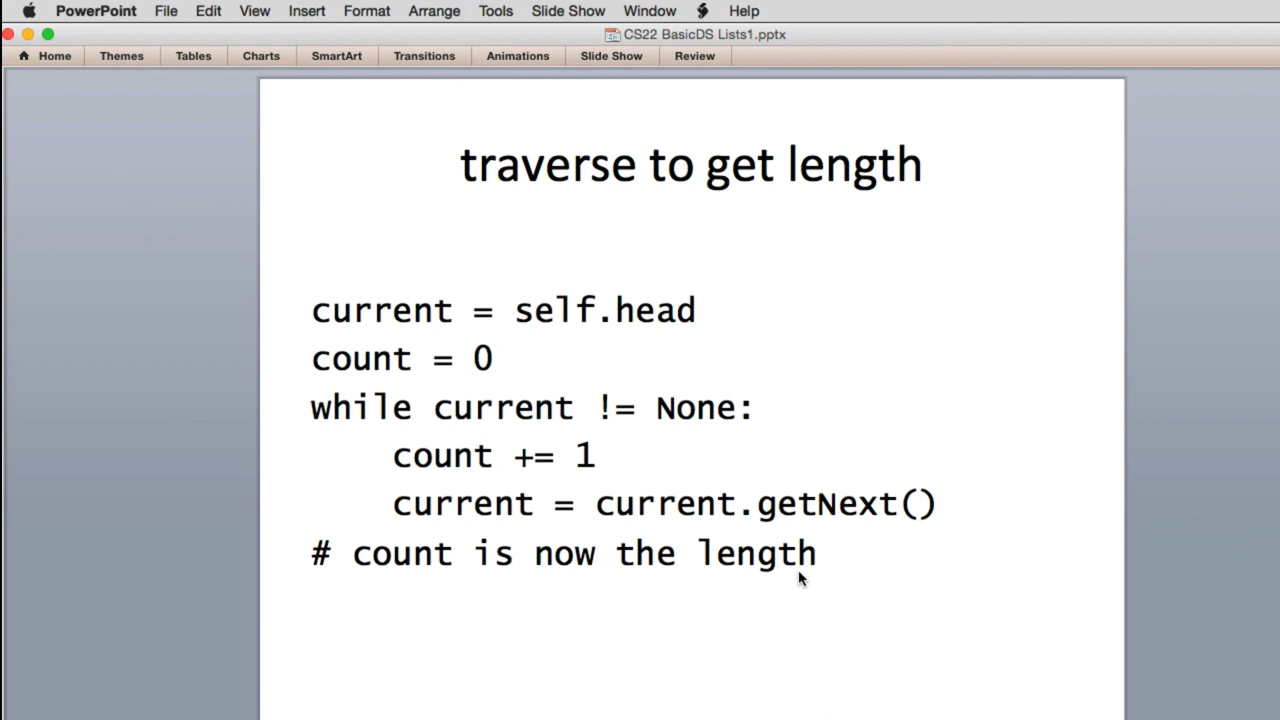 PowerPoint File Edit View Insert Format Arrange Tools Slide Show Window Help
CS22 BasicDS Lists1.pptx
Home Themes Tables Charts SmartArt Transitions Animations Slide Show Review
traverse to get length
current = self.head
count = 0
while current != None:
    count += 1
    current = current.getNext()
# count is now the length